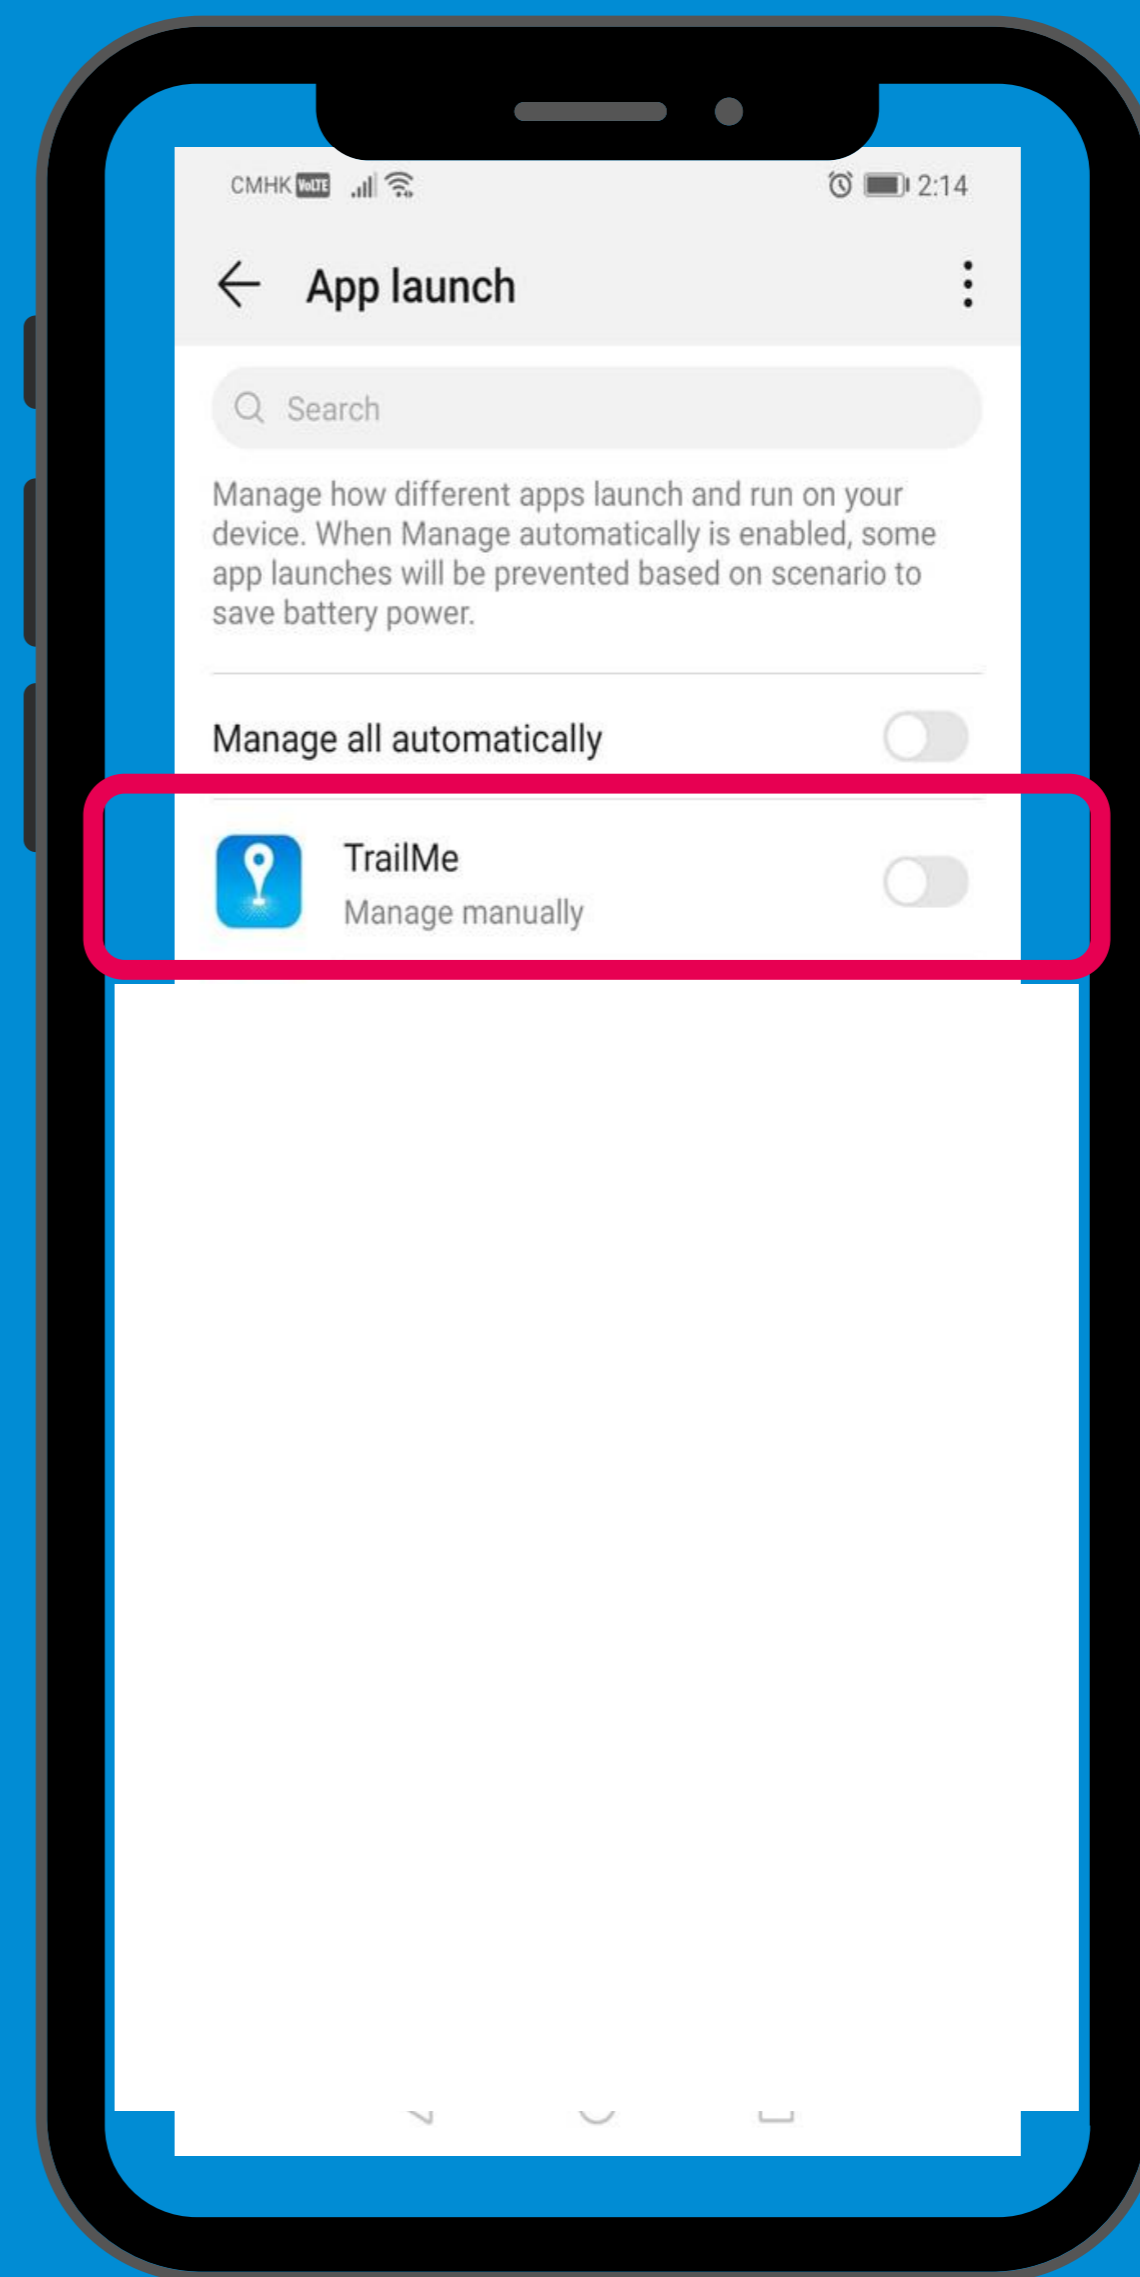 CMHK VoLTE 2:14
App launch
Search
Manage how different apps launch and run on your
device. When Manage automatically is enabled, some
app launches will be prevented based on scenario to
save battery power.
Manage all automatically
TrailMe
Manage manually